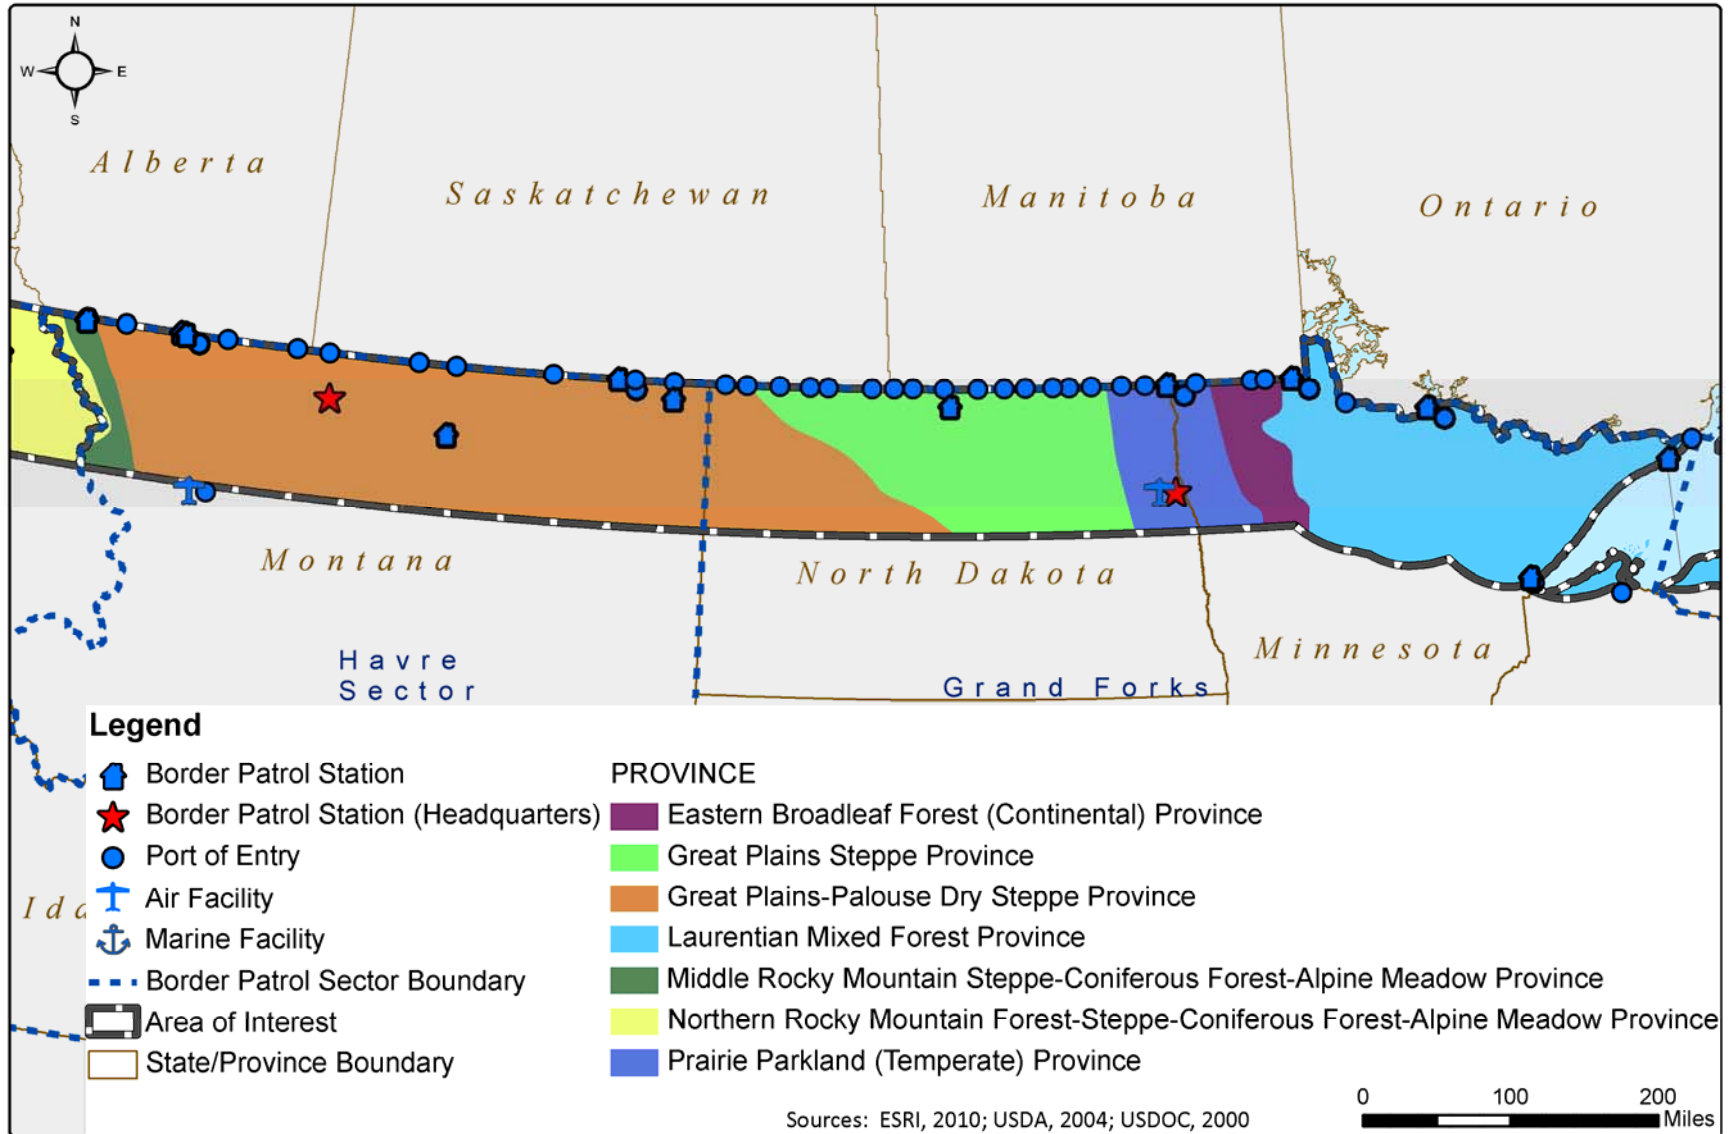 N
W E
S
Alberta
Saskatchewan
Manitoba
Ontario
Montana
North Dakota
Minnesota
Havre
Sector
Grand Forks
Ida
Legend
Border Patrol Station
Border Patrol Station (Headquarters)
Port of Entry
Air Facility
Marine Facility
Border Patrol Sector Boundary
Area of Interest
State/Province Boundary
PROVINCE
Eastern Broadleaf Forest (Continental) Province
Great Plains Steppe Province
Great Plains-Palouse Dry Steppe Province
Laurentian Mixed Forest Province
Middle Rocky Mountain Steppe-Coniferous Forest-Alpine Meadow Province
Northern Rocky Mountain Forest-Steppe-Coniferous Forest-Alpine Meadow Province
Prairie Parkland (Temperate) Province
0 100 200
Miles
Sources: ESRI, 2010; USDA, 2004; USDOC, 2000